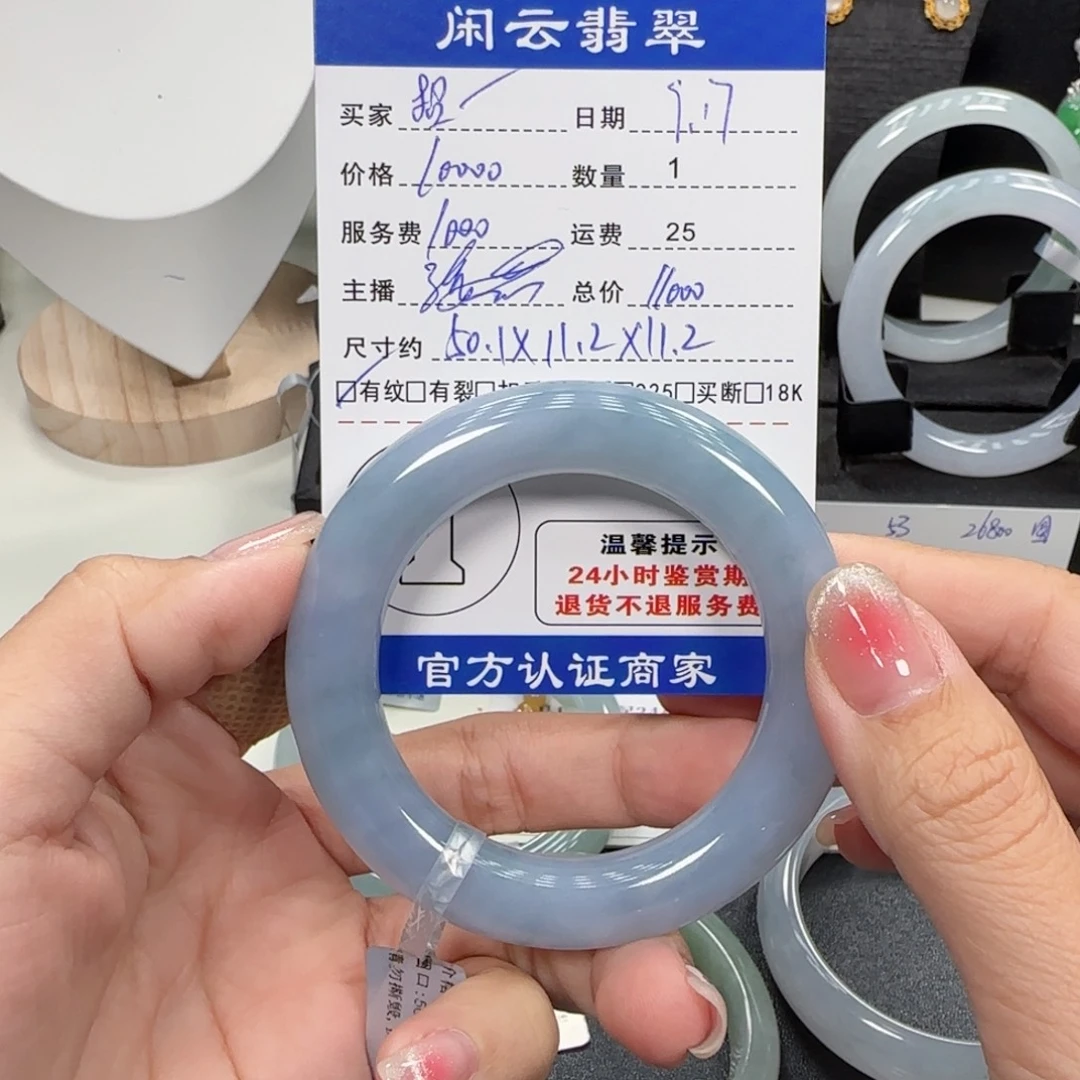 闲云翡翠
买家 日期 9.17
价格 10000 数量 1
服务费 1000 运费 25
主播 总价 11000
尺寸约 50.1X11.2X11.2
□有纹□有裂□ □买断□18K
温馨提示
24小时鉴赏期
退货不退服务费
官方认证商家
53 26800 圆